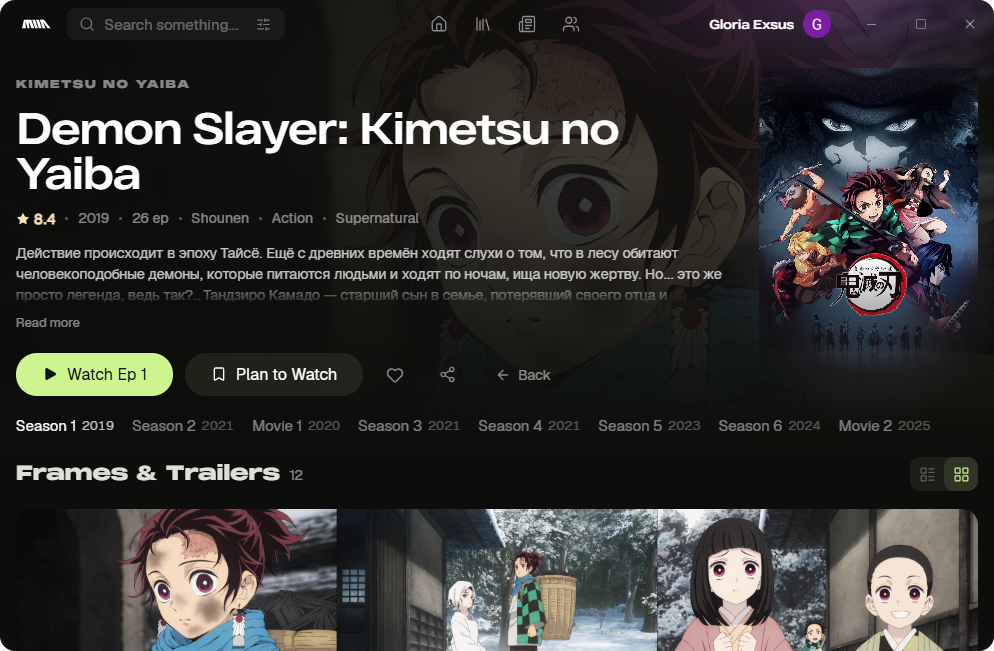 Search something...
Gloria Exsus
G
KIMETSU NO YAIBA
Demon Slayer: Kimetsu no
Yaiba
8.4 · 2019 · 26 ep · Shounen · Action · Supernatural
Действие происходит в эпоху Тайсё. Ещё с древних времён ходят слухи о том, что в лесу обитают
человекоподобные демоны, которые питаются людьми и ходят по ночам, ища новую жертву. Но... это же
просто легенда, ведь так?.. Тандзиро Камадо — старший сын в семье, потерявший своего отца и
Read more
鬼滅の刃
Watch Ep 1
Plan to Watch
Back
Season 1 2019
Season 2 2021
Movie 1 2020
Season 3 2021
Season 4 2021
Season 5 2023
Season 6 2024
Movie 2 2025
Frames & Trailers 12